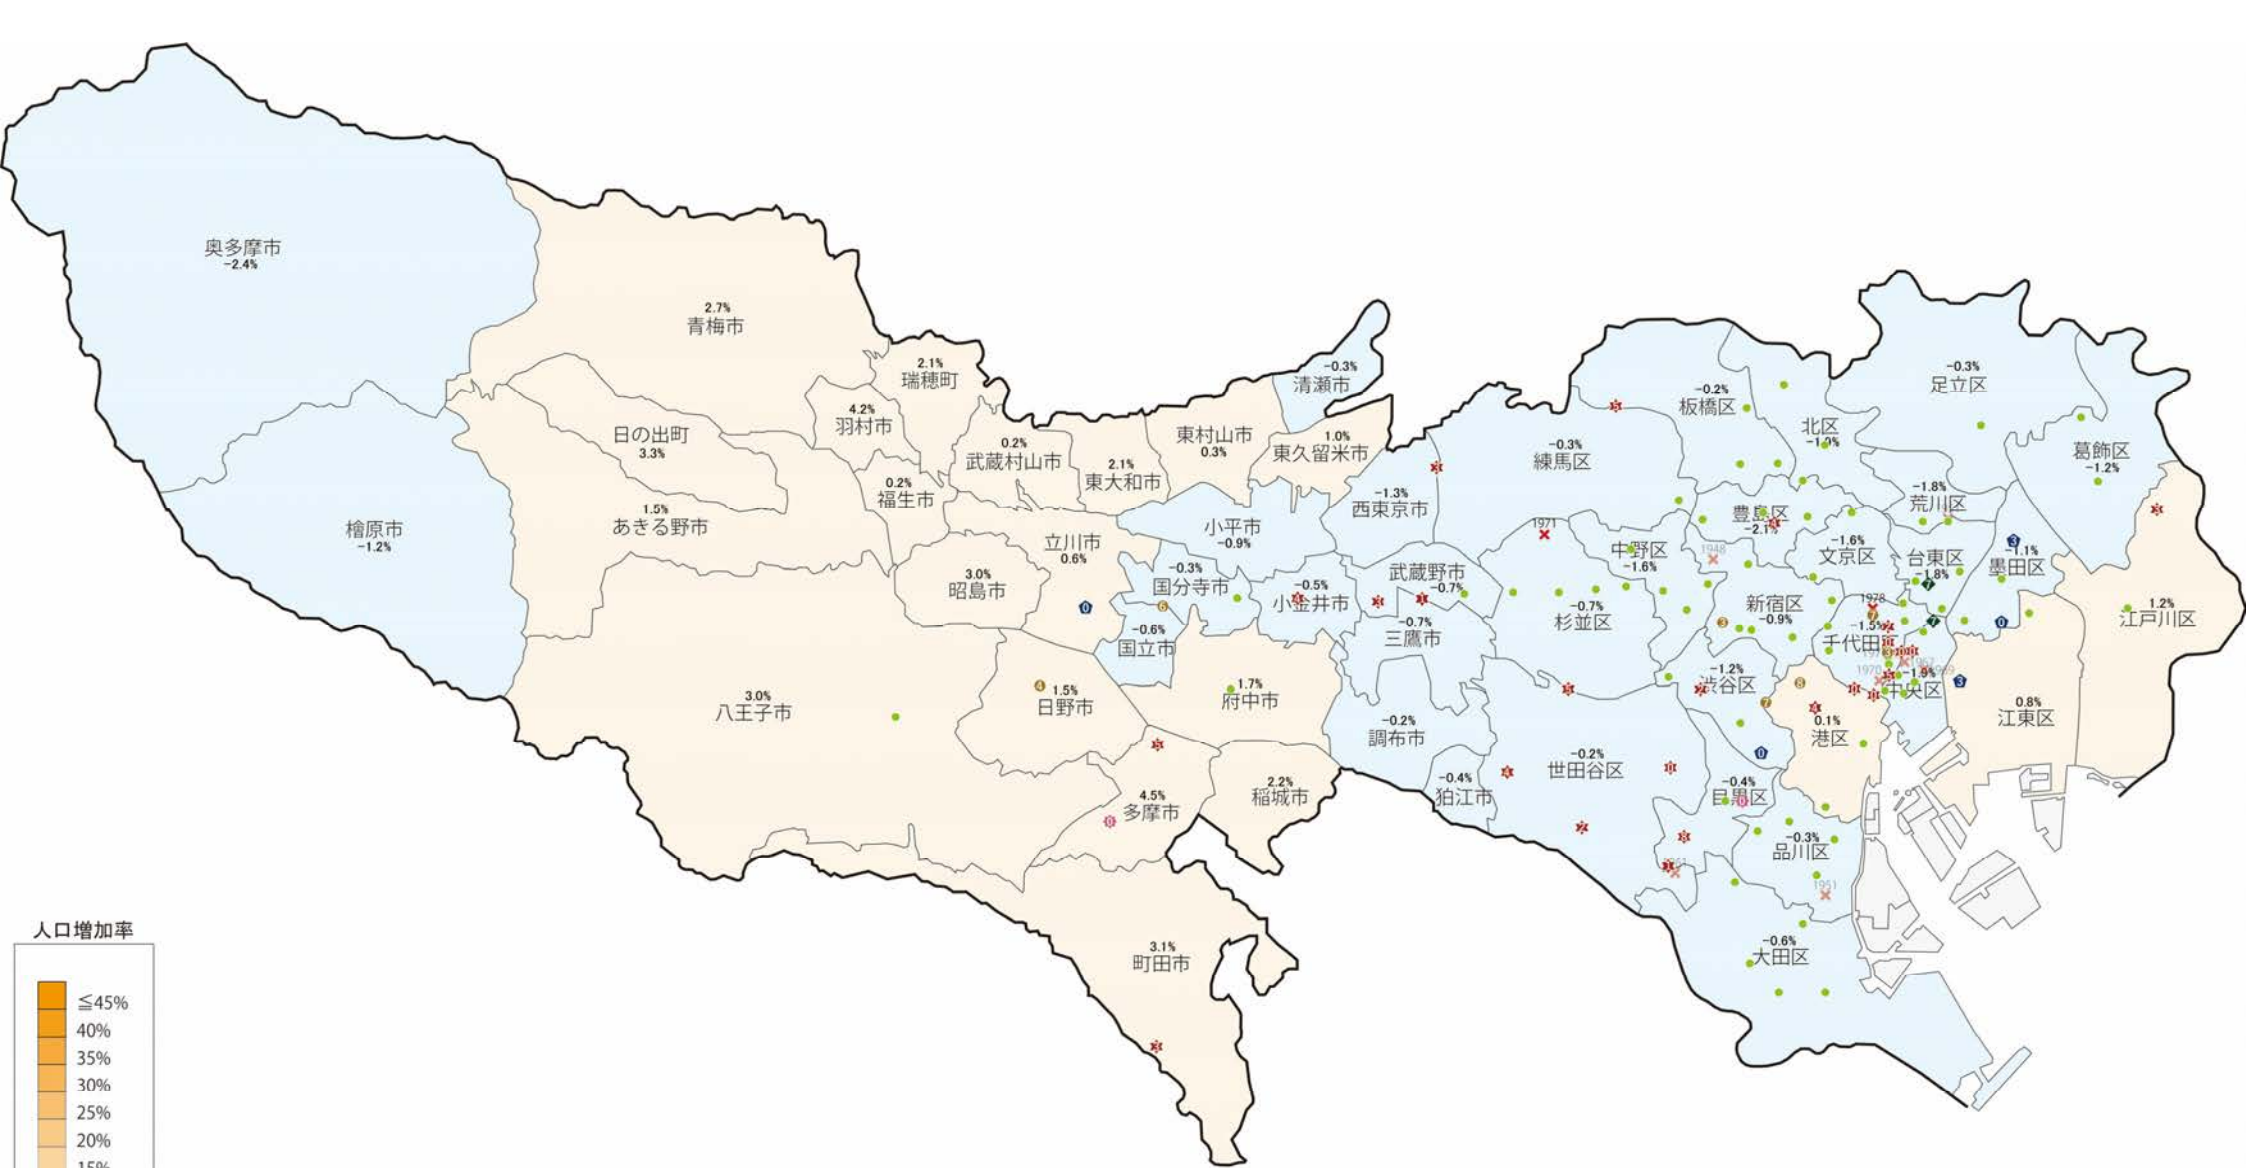 奥多摩市
-2.4%
2.7%
青梅市
2.1%
瑞穂町
-0.3%
清瀬市
-0.3%
足立区
-0.2%
板橋区
4.2%
羽村市
日の出町
3.3%
0.2%
武蔵村山市
2.1%
東大和市
東村山市
0.3%
1.0%
東久留米市
-0.3%
練馬区
北区
葛飾区
-1.2%
0.2%
福生市
1.5%
あきる野市
-1.3%
西東京市
-1.8%
荒川区
檜原市
-1.2%
立川市
0.6%
小平市
-0.9%
1971
中野区
-1.6%
1948
豊島区
-2.1%
-1.6%
文京区
台東区
-1.8%
-1.1%
墨田区
3.0%
昭島市
-0.3%
国分寺市
-0.5%
小金井市
武蔵野市
-0.7%
-0.7%
杉並区
新宿区
-0.9%
1978
1.2%
江戸川区
-0.6%
国立市
-0.7%
三鷹市
-1.5%
千代田区
3.0%
八王子市
1.5%
日野市
1.7%
府中市
-1.2%
渋谷区
1970
-1.9%
中央区
-0.2%
調布市
0.1%
港区
0.8%
江東区
4.5%
多摩市
2.2%
稲城市
-0.4%
狛江市
-0.2%
世田谷区
-0.4%
目黒区
-0.3%
品川区
1951
3.1%
町田市
-0.6%
大田区
人口増加率
≦45%
40%
35%
30%
25%
20%
15%